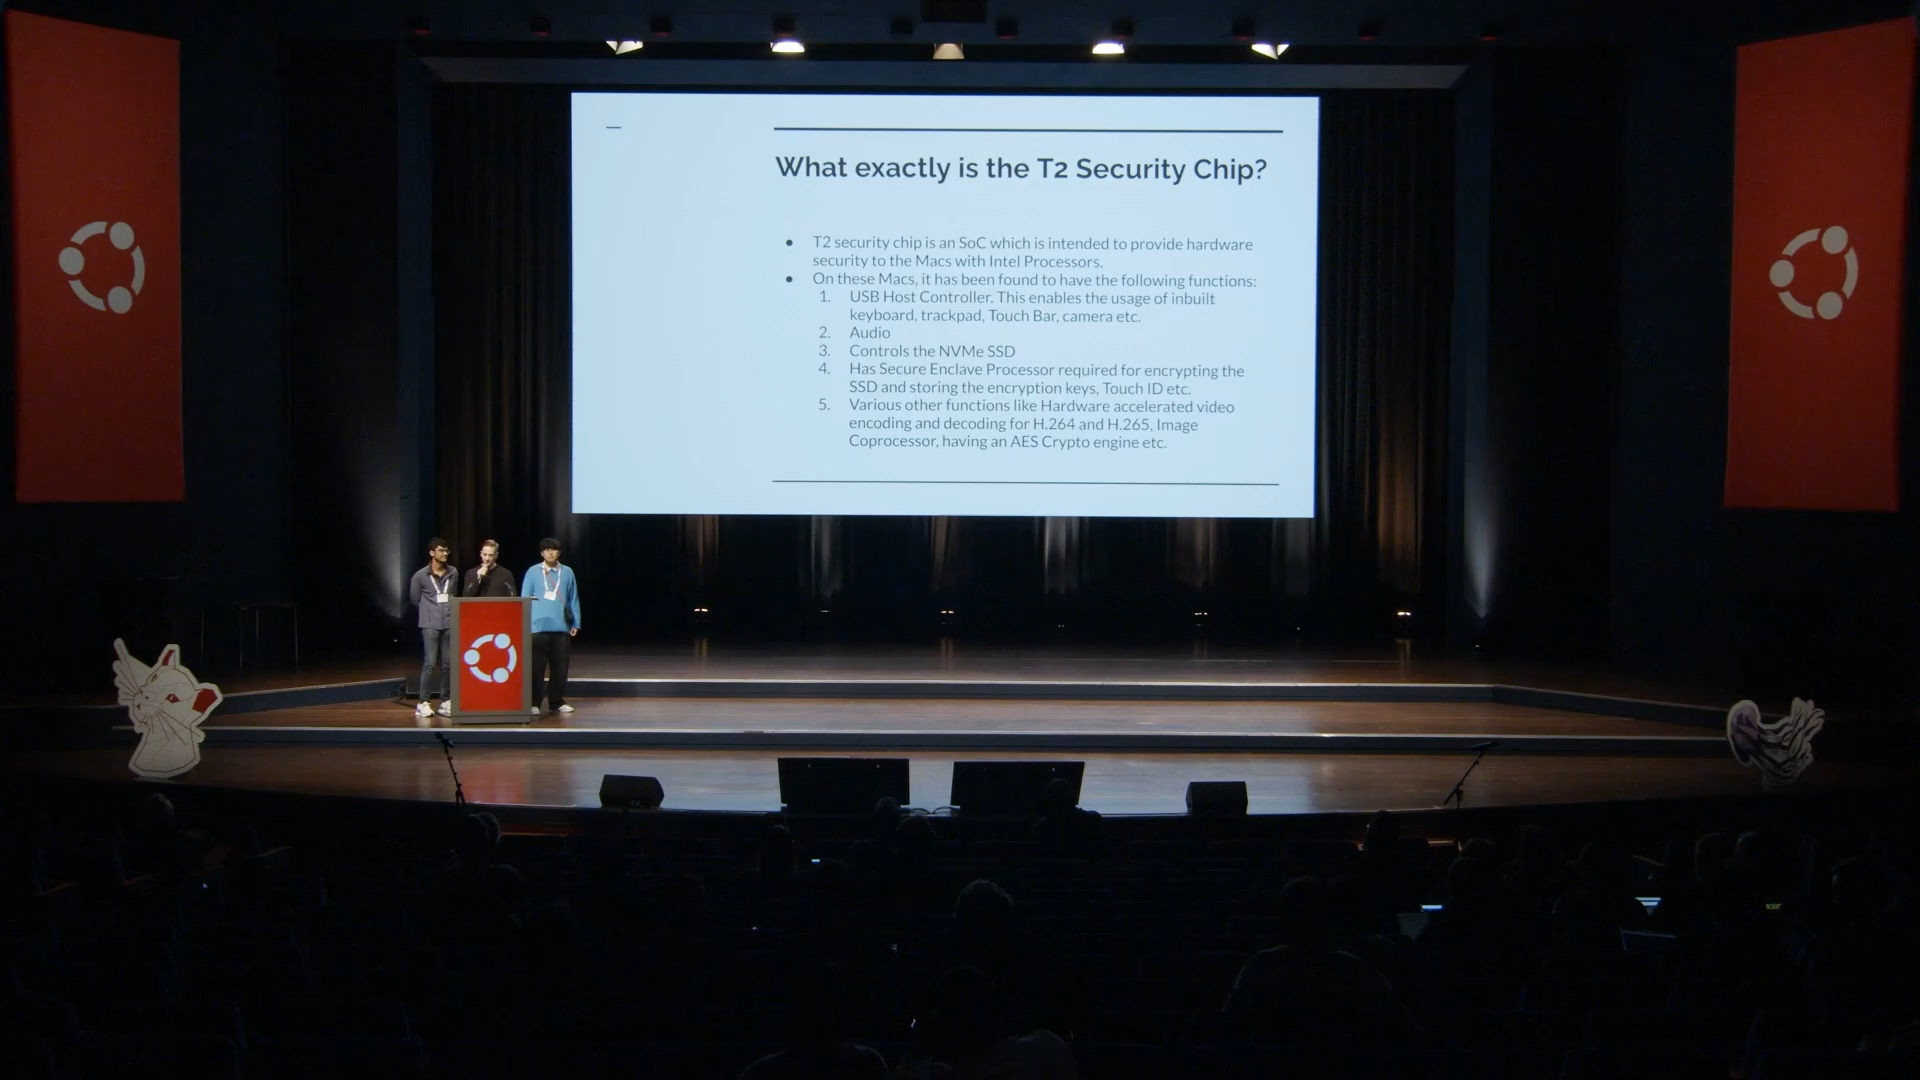 What exactly is the T2 Security Chip?
● T2 security chip is an SoC which is intended to provide hardware
security to the Macs with Intel Processors.
● On these Macs, it has been found to have the following functions:
1. USB Host Controller. This enables the usage of inbuilt
keyboard, trackpad, Touch Bar, camera etc.
2. Audio
3. Controls the NVMe SSD
4. Has Secure Enclave Processor required for encrypting the
SSD and storing the encryption keys, Touch ID etc.
5. Various other functions like Hardware accelerated video
encoding and decoding for H.264 and H.265, Image
Coprocessor, having an AES Crypto engine etc.
acer